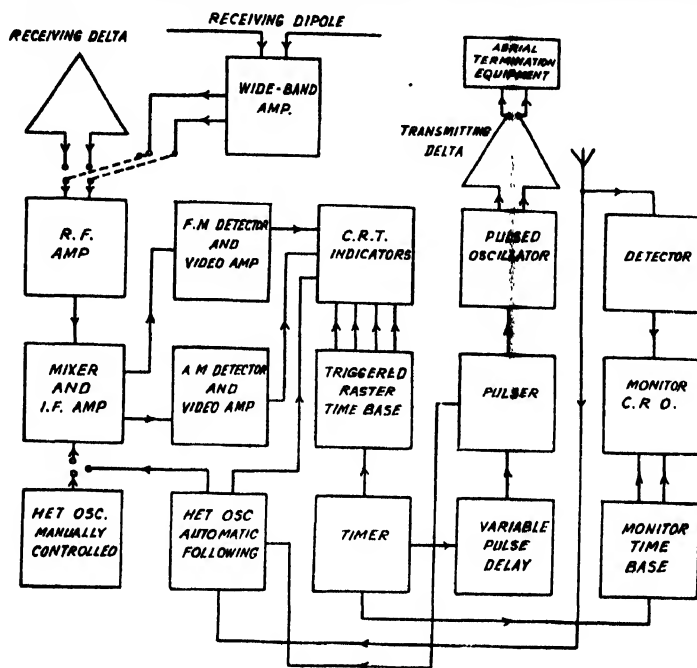 RECEIVING DIPOLE
RECEIVING DELTA
WIDE-BAND
AMP.
AERIAL
TERMINATION
EQUIPMENT
TRANSMITTING
DELTA
R.F.
AMP
F.M DETECTOR
AND
VIDEO AMP
C.R.T.
INDICATORS
PULSED
OSCILLATOR
DETECTOR
MIXER
AND
I.F. AMP
A M DETECTOR
AND
VIDEO AMP
TRIGGERED
RASTER
TIME BASE
PULSER
MONITOR
C.R.O.
HET OSC.
MANUALLY
CONTROLLED
HET OSC
AUTOMATIC
FOLLOWING
TIMER
VARIABLE
PULSE
DELAY
MONITOR
TIME
BASE